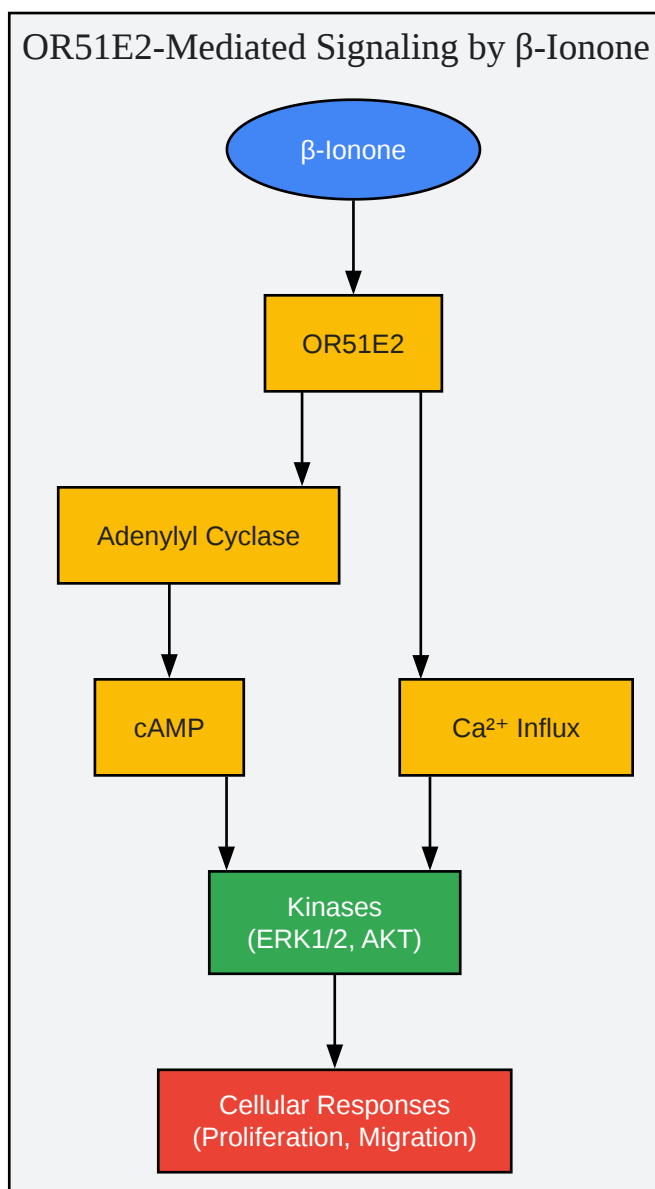 OR51E2-Mediated Signaling by β-Ionone
β-Ionone
OR51E2
Adenylyl Cyclase
cAMP
Ca²⁺ Influx
Kinases
(ERK1/2, AKT)
Cellular Responses
(Proliferation, Migration)